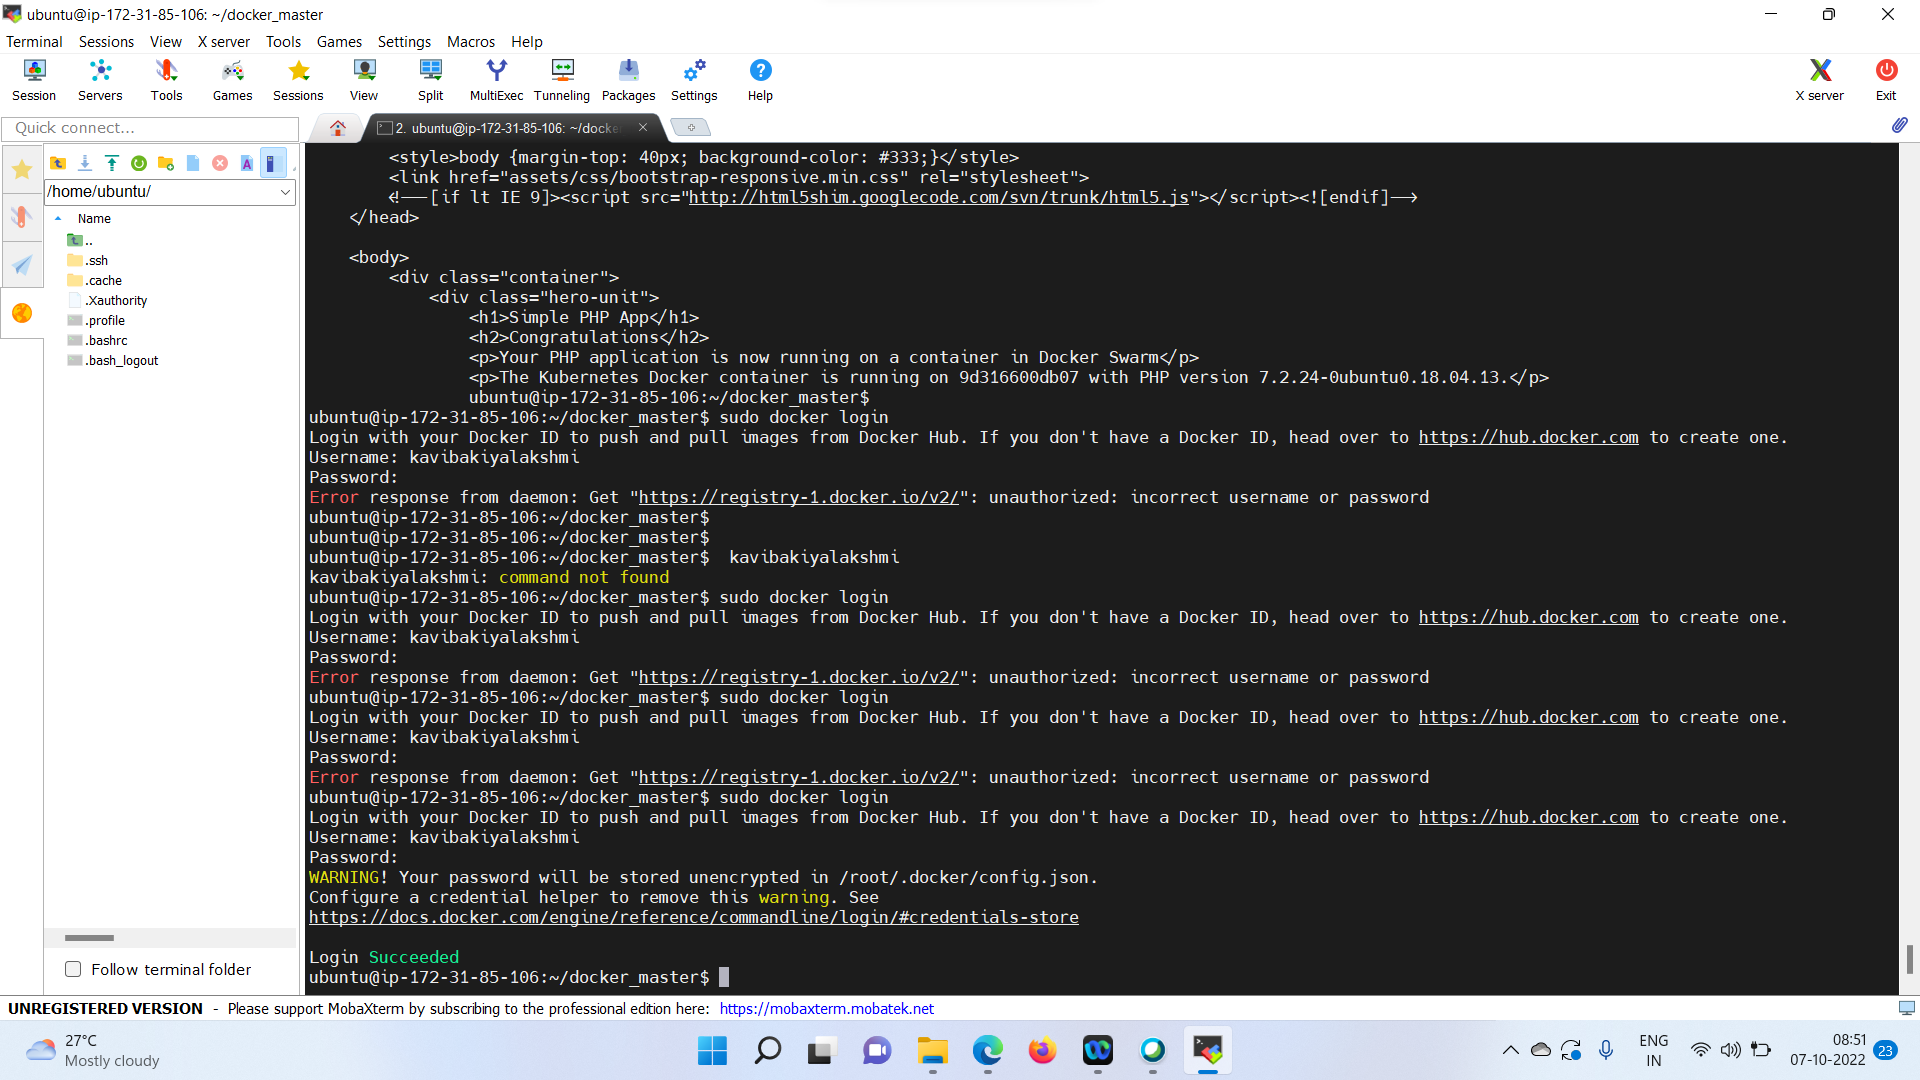 ubuntu@ip-172-31-85-106: ~/docker_master
Terminal Sessions View X server Tools Games Settings Macros Help
Session Servers Tools Games Sessions View Split MultiExec Tunneling Packages Settings Help X server Exit
Quick connect...
2. ubuntu@ip-172-31-85-106: ~/docke
/home/ubuntu/
Name
..
.ssh
.cache
.Xauthority
.profile
.bashrc
.bash_logout
Follow terminal folder
<style>body {margin-top: 40px; background-color: #333;}</style>
<link href="assets/css/bootstrap-responsive.min.css" rel="stylesheet">
<!--[if lt IE 9]><script src="http://html5shim.googlecode.com/svn/trunk/html5.js"></script><![endif]-->
</head>
<body>
<div class="container">
<div class="hero-unit">
<h1>Simple PHP App</h1>
<h2>Congratulations</h2>
<p>Your PHP application is now running on a container in Docker Swarm</p>
<p>The Kubernetes Docker container is running on 9d316600db07 with PHP version 7.2.24-0ubuntu0.18.04.13.</p>
ubuntu@ip-172-31-85-106:~/docker_master$
ubuntu@ip-172-31-85-106:~/docker_master$ sudo docker login
Login with your Docker ID to push and pull images from Docker Hub. If you don't have a Docker ID, head over to https://hub.docker.com to create one.
Username: kavibakiyalakshmi
Password:
Error response from daemon: Get "https://registry-1.docker.io/v2/": unauthorized: incorrect username or password
ubuntu@ip-172-31-85-106:~/docker_master$
ubuntu@ip-172-31-85-106:~/docker_master$
ubuntu@ip-172-31-85-106:~/docker_master$  kavibakiyalakshmi
kavibakiyalakshmi: command not found
ubuntu@ip-172-31-85-106:~/docker_master$ sudo docker login
Login with your Docker ID to push and pull images from Docker Hub. If you don't have a Docker ID, head over to https://hub.docker.com to create one.
Username: kavibakiyalakshmi
Password:
Error response from daemon: Get "https://registry-1.docker.io/v2/": unauthorized: incorrect username or password
ubuntu@ip-172-31-85-106:~/docker_master$ sudo docker login
Login with your Docker ID to push and pull images from Docker Hub. If you don't have a Docker ID, head over to https://hub.docker.com to create one.
Username: kavibakiyalakshmi
Password:
Error response from daemon: Get "https://registry-1.docker.io/v2/": unauthorized: incorrect username or password
ubuntu@ip-172-31-85-106:~/docker_master$ sudo docker login
Login with your Docker ID to push and pull images from Docker Hub. If you don't have a Docker ID, head over to https://hub.docker.com to create one.
Username: kavibakiyalakshmi
Password:
WARNING! Your password will be stored unencrypted in /root/.docker/config.json.
Configure a credential helper to remove this warning. See
https://docs.docker.com/engine/reference/commandline/login/#credentials-store
Login Succeeded
ubuntu@ip-172-31-85-106:~/docker_master$
UNREGISTERED VERSION - Please support MobaXterm by subscribing to the professional edition here: https://mobaxterm.mobatek.net
27°C
Mostly cloudy
ENG
IN
08:51
07-10-2022
23